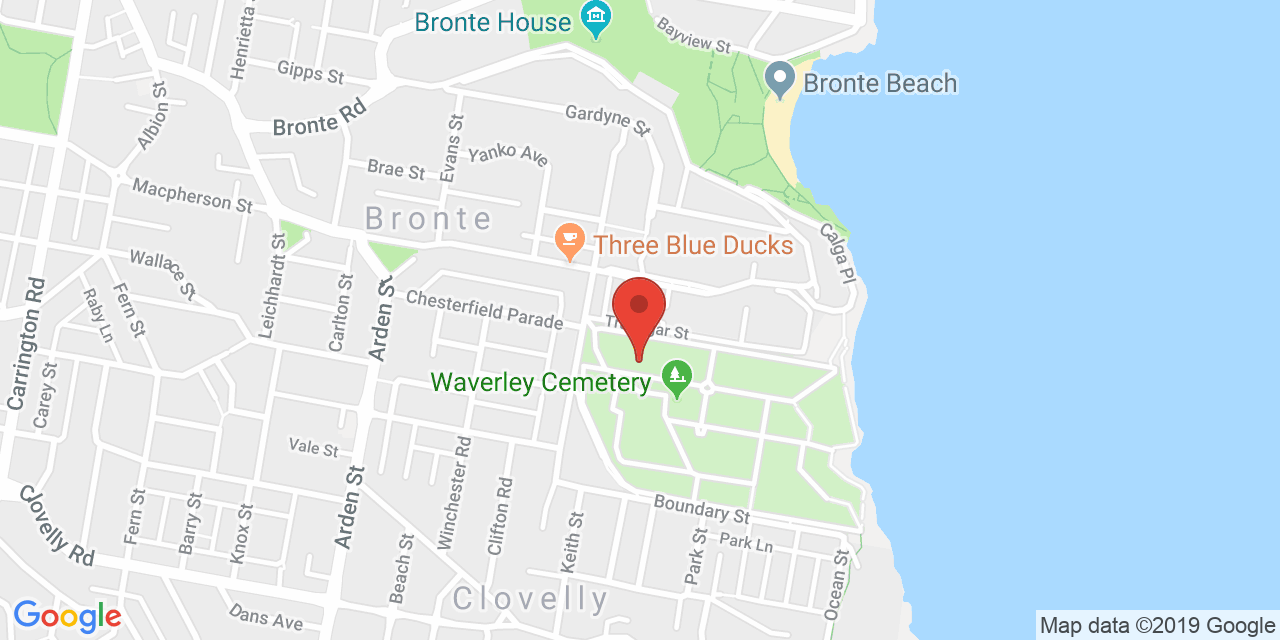 Bronte House
Bayview St
Henrietta S
Gipps St
Bronte Beach
Albion St
Bronte Rd
Gardyne St
Evans St
Yanko Ave
Brae St
Macpherson St
Bronte
Three Blue Ducks
Calga Pl
Wallace St
Leichhardt St
Fern St
Raby Ln
Carlton St
Arden St
Chesterfield Parade
St
Carrington Rd
Waverley Cemetery
Carey St
Vale St
Winchester Rd
Clovelly Rd
Fern St
Barry St
Knox St
Arden St
Clifton Rd
Boundary St
Keith St
Park St
Park Ln
Beach St
Ocean St
Clovelly
Dans Ave
Google
Map data ©2019 Google